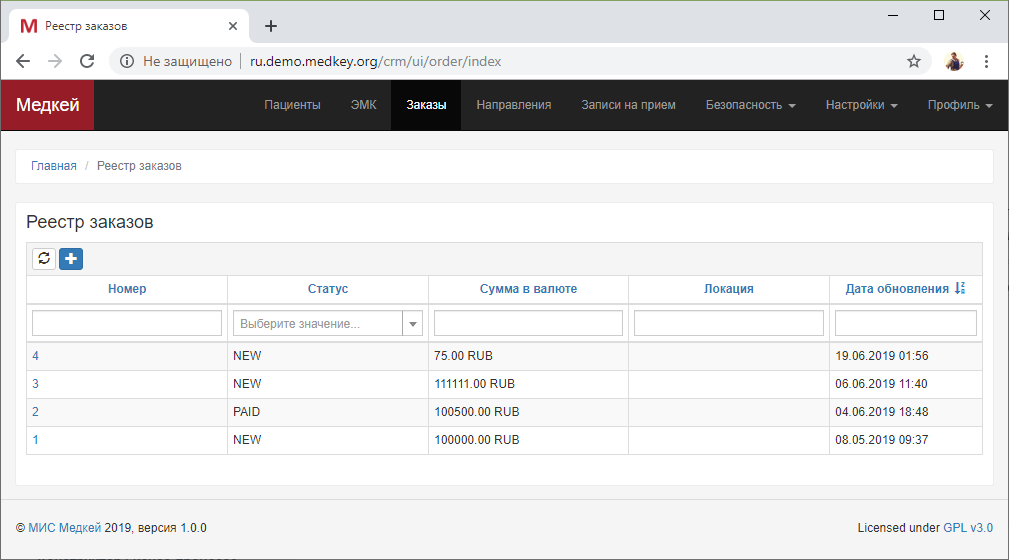 M Реестр заказов
Не защищено | ru.demo.medkey.org/crm/ui/order/index
Медкей Пациенты ЭМК Заказы Направления Записи на прием Безопасность Настройки Профиль
Главная / Реестр заказов
Реестр заказов
Номер Статус Сумма в валюте Локация Дата обновления
Выберите значение...
4 NEW 75.00 RUB 19.06.2019 01:56
3 NEW 111111.00 RUB 06.06.2019 11:40
2 PAID 100500.00 RUB 04.06.2019 18:48
1 NEW 100000.00 RUB 08.05.2019 09:37
© МИС Медкей 2019, версия 1.0.0 Licensed under GPL v3.0